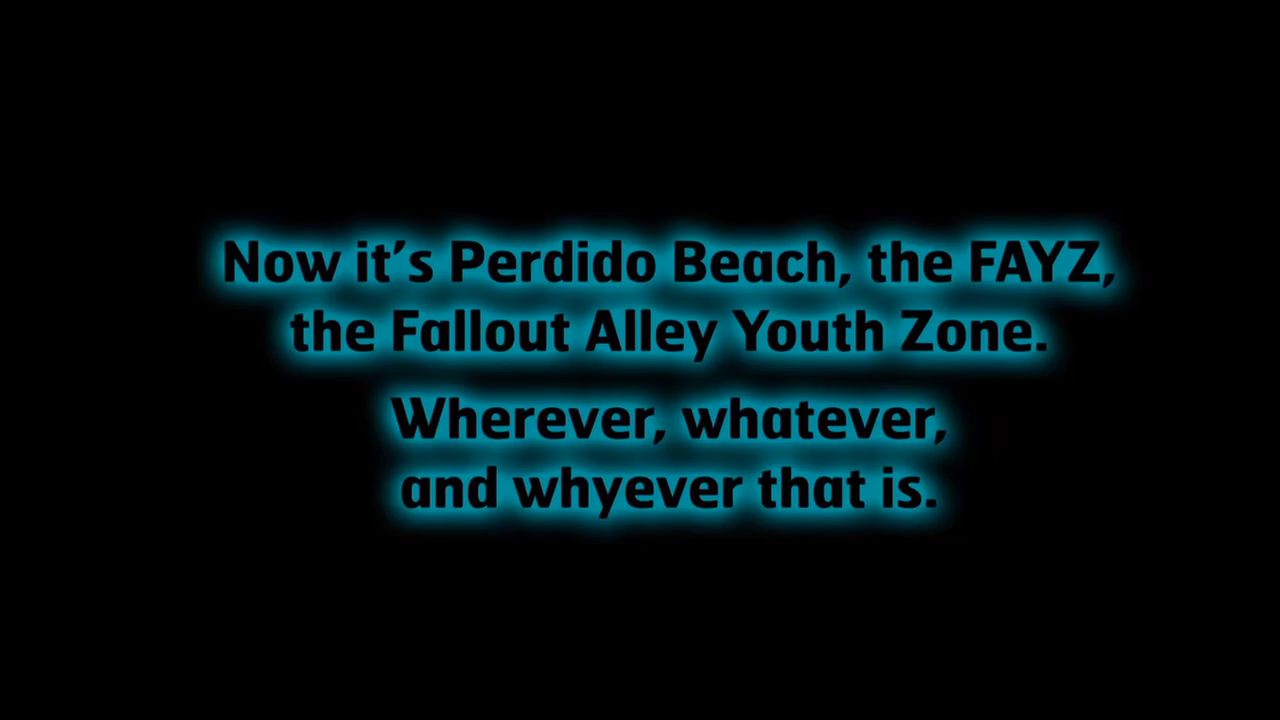 Now it’s Perdido Beach, the FAYZ,
the Fallout Alley Youth Zone.
Wherever, whatever,
and whyever that is.